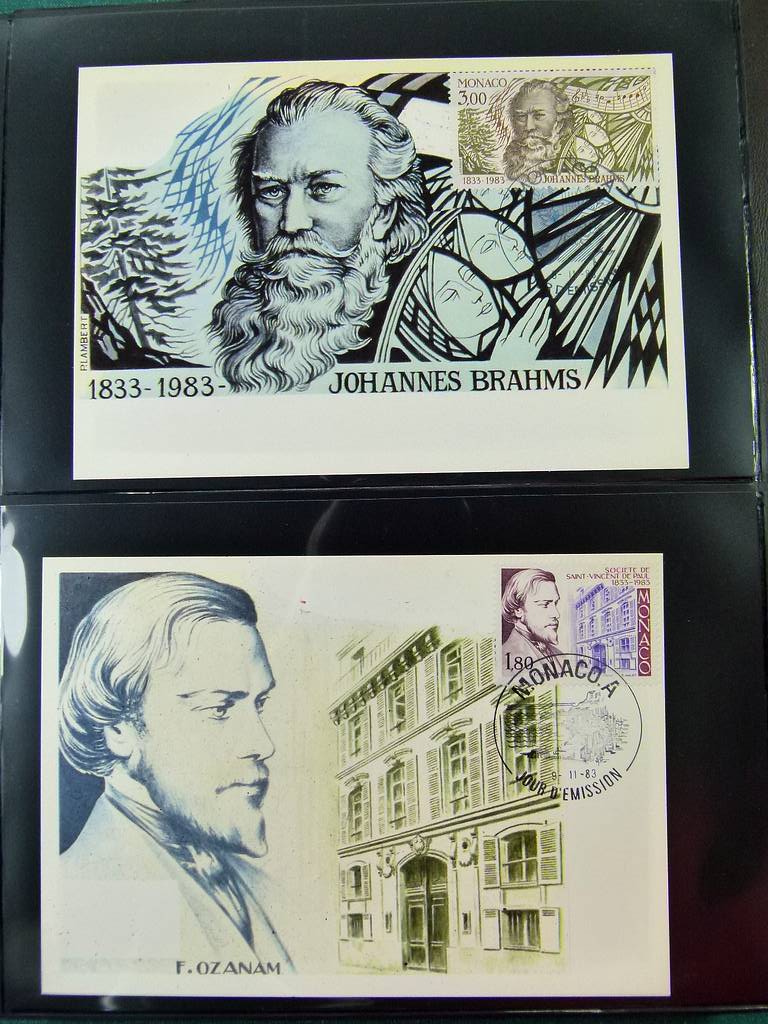 MONACO
3,00
1833-1983
JOHANNES BRAHMS
P.LAMBERT
1833-1983-
JOHANNES BRAHMS
SOCIETE DE
SAINT-VINCENT DE PAUL
1833-1983
MONACO
1,80
MONACO-A
9-11-83
JOUR D'EMISSION
F. OZANAM